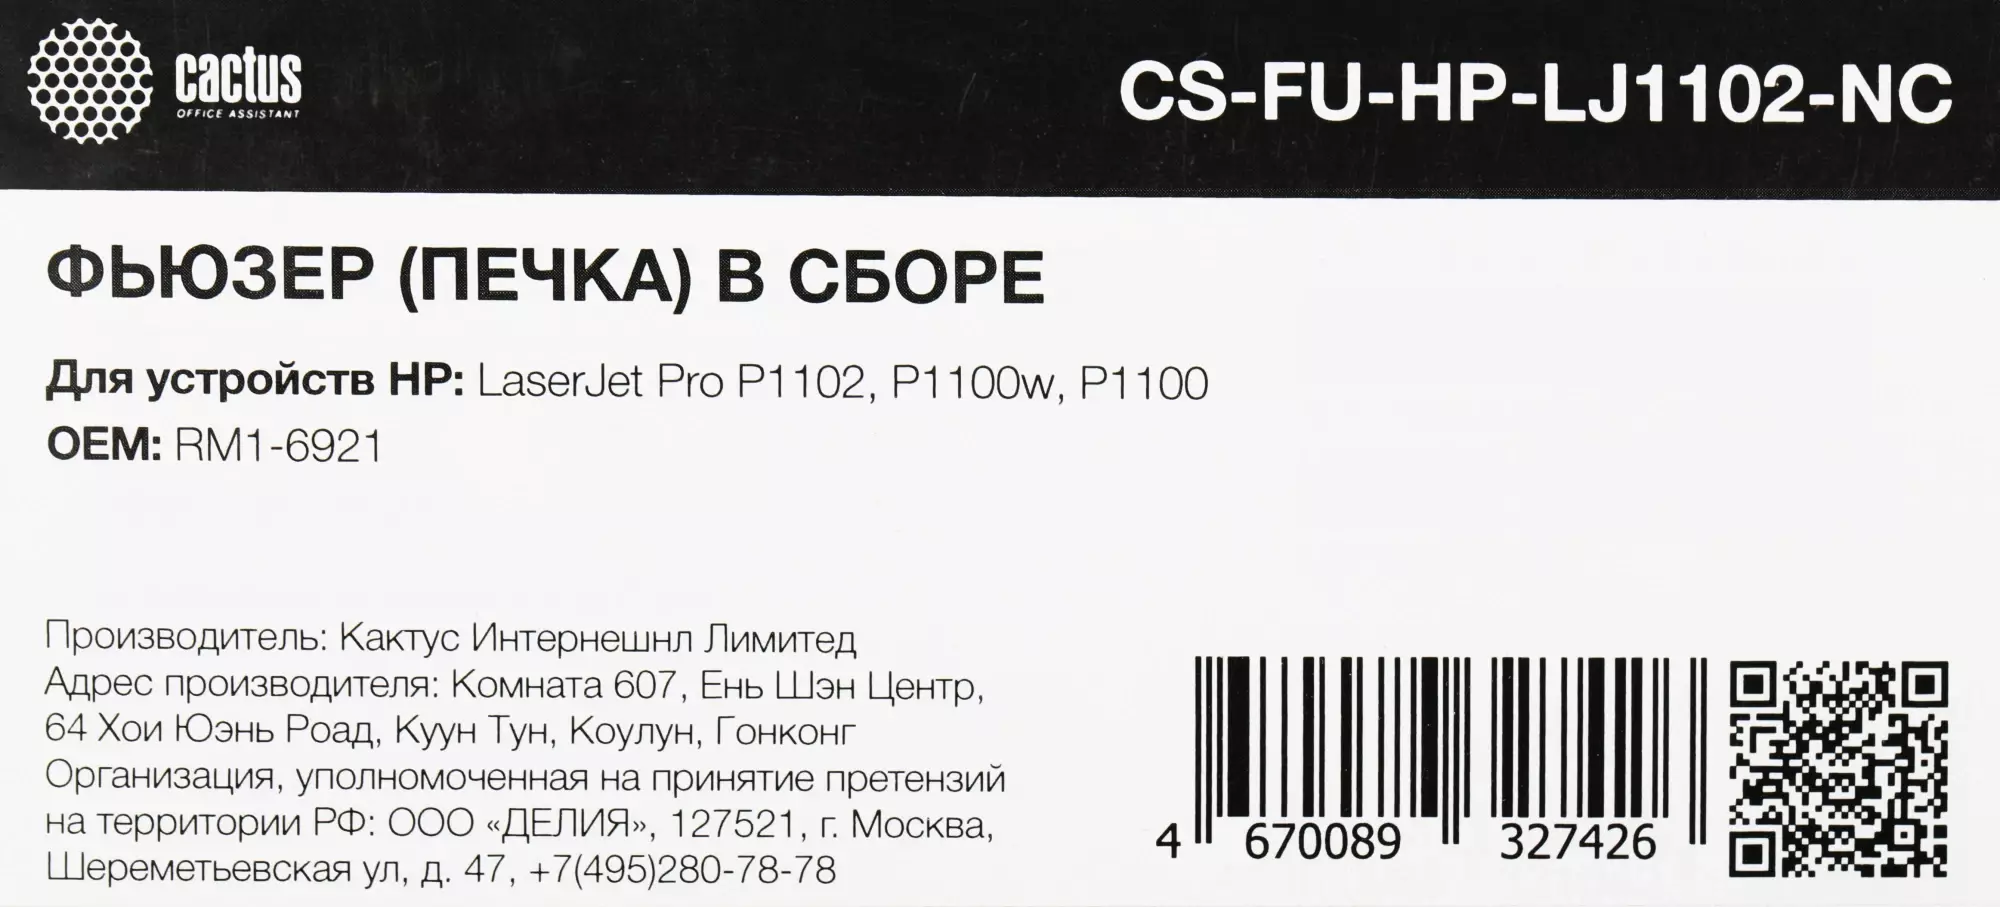 cactus
OFFICE ASSISTANT
CS-FU-HP-LJ1102-NC
ФЬЮЗЕР (ПЕЧКА) В СБОРЕ
Для устройств HP: LaserJet Pro P1102, P1100w, P1100
OEM: RM1-6921
Производитель: Кактус Интернешнл Лимитед
Адрес производителя: Комната 607, Ень Шэн Центр,
64 Хои Юэнь Роад, Куун Тун, Коулун, Гонконг
Организация, уполномоченная на принятие претензий
на территории РФ: ООО «ДЕЛИЯ», 127521, г. Москва,
Шереметьевская ул, д. 47, +7(495)280-78-78
4 670089 327426